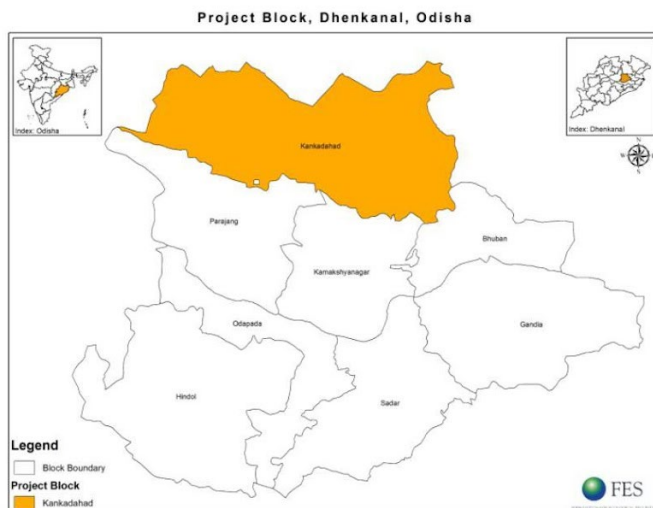 Project Block, Dhenkanal, Odisha
Index: Odisha
Index: Dhenkanal
N
W
E
S
Kankadahad
Parajang
Bhuban
Kamakshyanagar
Odapada
Gandia
Hindol
Sadar
Legend
Block Boundary
Project Block
Kankadahad
FES